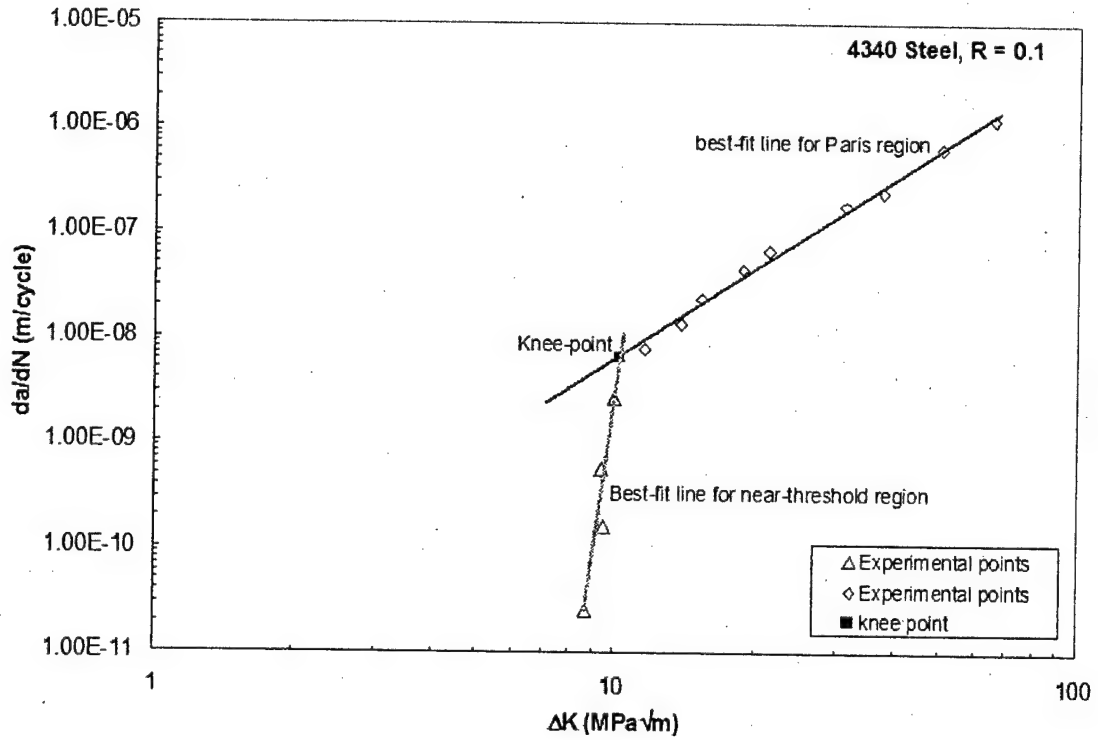 1.00E-05
4340 Steel, R = 0.1
1.00E-06
best-fit line for Paris region
1.00E-07
1.00E-08
Knee-point
1.00E-09
Best-fit line for near-threshold region
1.00E-10
1.00E-11
da/dN (m/cycle)
Experimental points
Experimental points
knee point
1
10
100
ΔK (MPa√m)